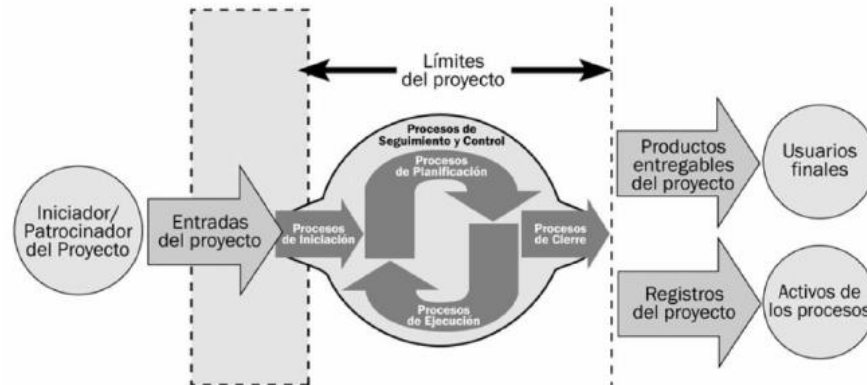 Límites
del proyecto
Procesos de
Seguimiento y Control
Procesos
de Planificación
Iniciador/
Patrocinador
del Proyecto
Entradas
del proyecto
Procesos
de Iniciación
Procesos
de Cierre
Procesos
de Ejecución
Productos
entregables
del proyecto
Usuarios
finales
Registros
del proyecto
Activos de
los procesos